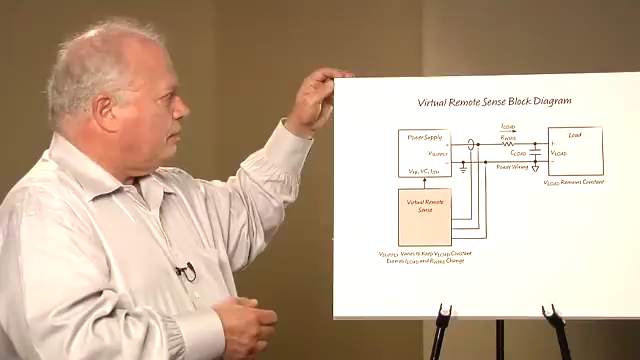 Virtual Remote Sense Block Diagram
Power Supply
+
VSUPPLY
−
VFB, VC, ITH
ILOAD
RWIRE
CLOAD
Power Wiring
Load
+
VLOAD
−
VLOAD Remains Constant
Virtual Remote
Sense
VSUPPLY Varies to Keep VLOAD Constant
Even as ILOAD and RWIRE Change